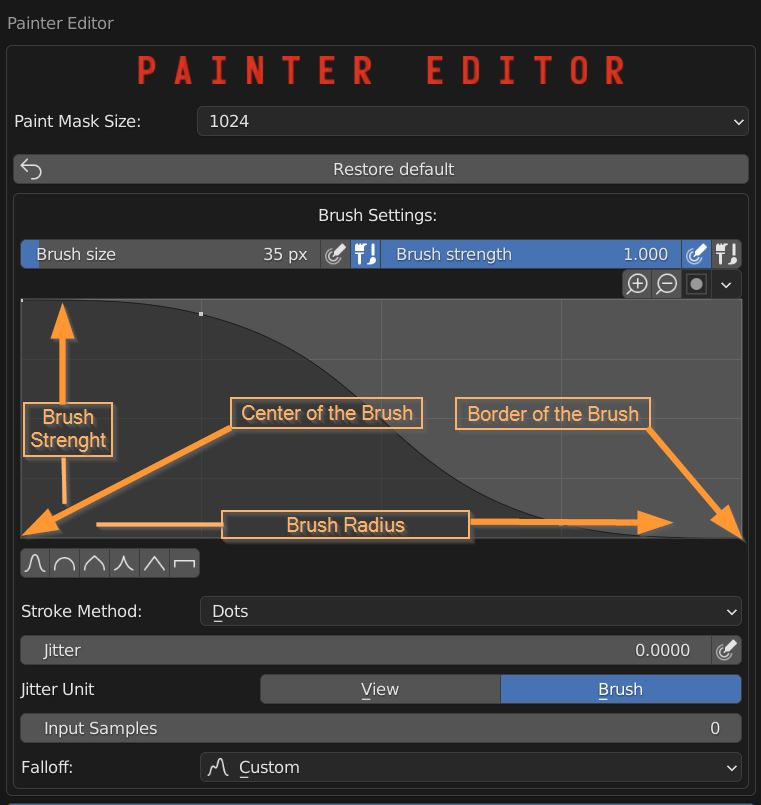 Painter Editor
PAINTER EDITOR
Paint Mask Size: 1024
Restore default
Brush Settings:
Brush size 35 px Brush strength 1.000
Brush
Strenght
Center of the Brush
Border of the Brush
Brush Radius
Stroke Method: Dots
Jitter 0.0000
Jitter Unit View Brush
Input Samples 0
Falloff: Custom